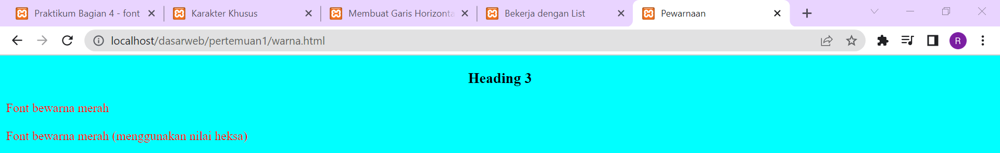 Praktikum Bagian 4 - font
Karakter Khusus
Membuat Garis Horizonta
Bekerja dengan List
Pewarnaan
localhost/dasarweb/pertemuan1/warna.html
R
Heading 3
Font bewarna merah
Font bewarna merah (menggunakan nilai heksa)